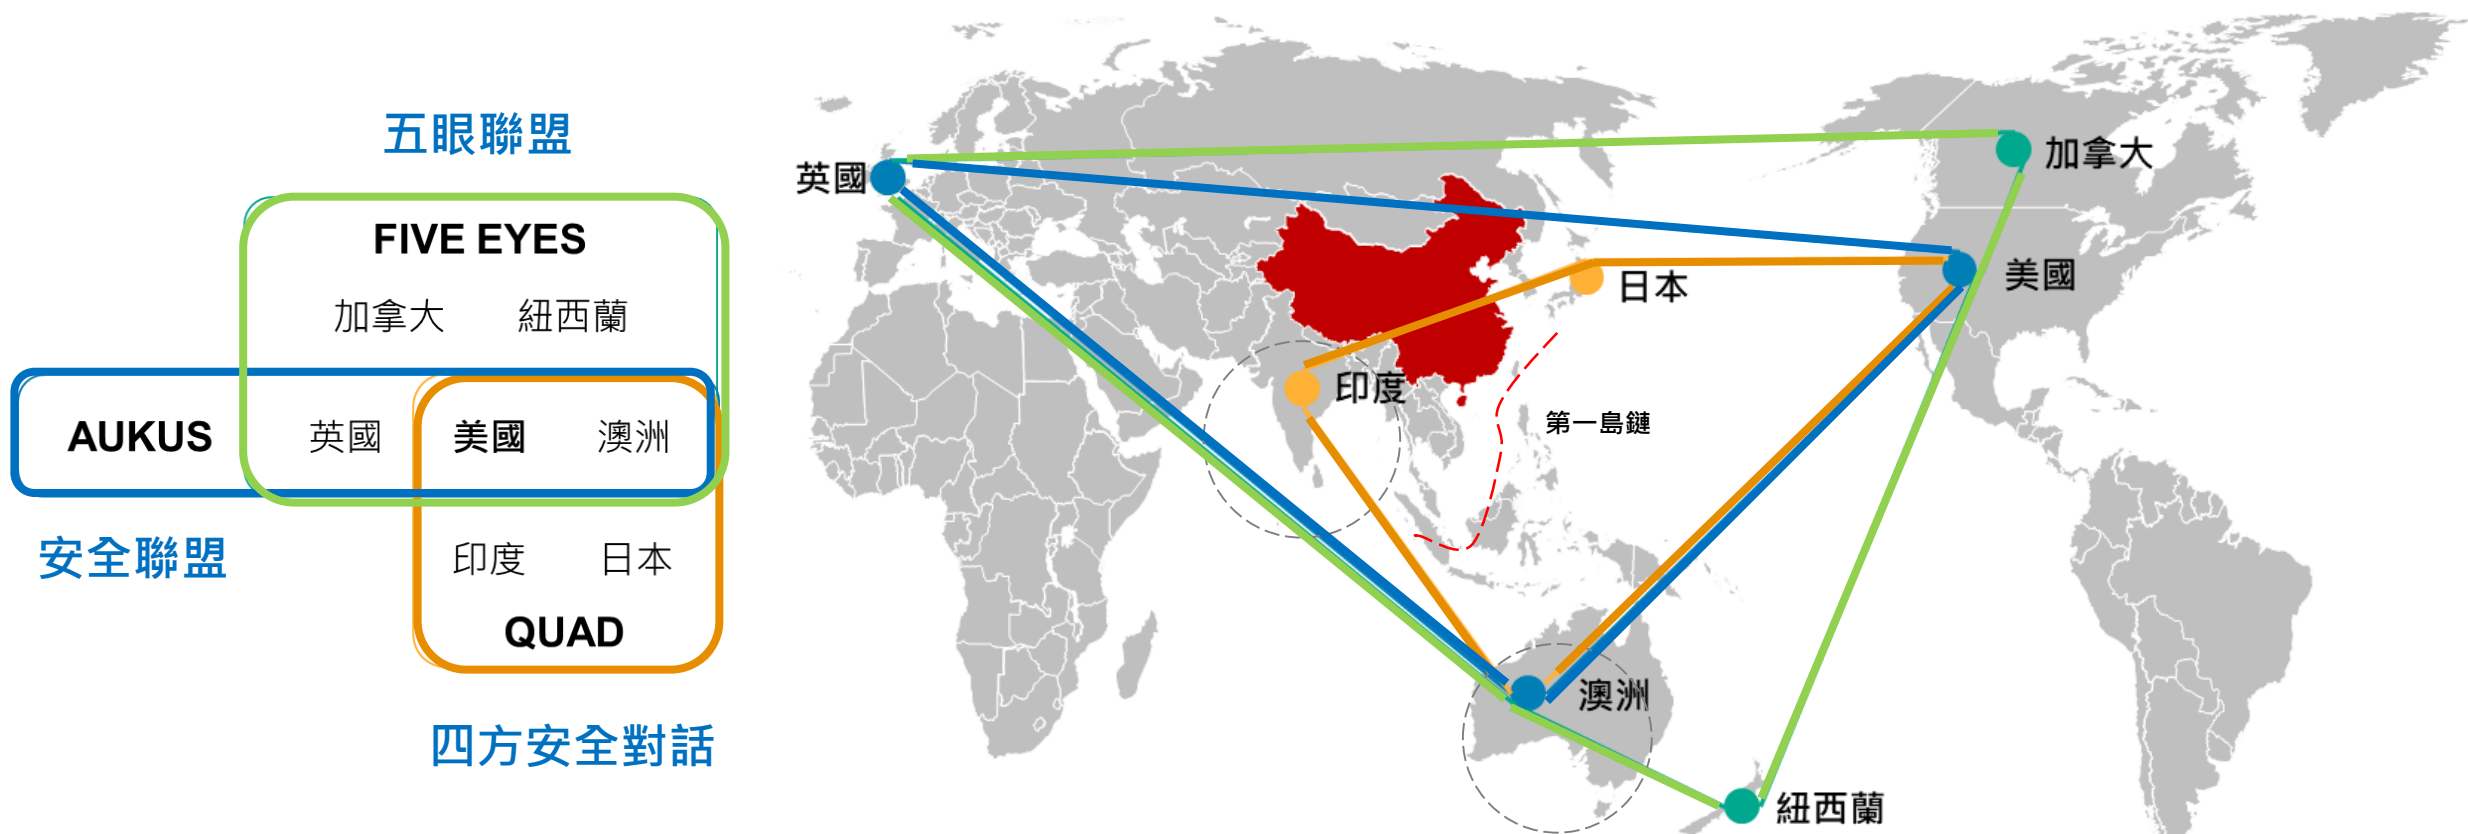 五眼聯盟
FIVE EYES
加拿大 紐西蘭
AUKUS 英國 美國 澳洲
安全聯盟
印度 日本
QUAD
四方安全對話
英國
加拿大
美國
日本
印度
第一島鏈
澳洲
紐西蘭